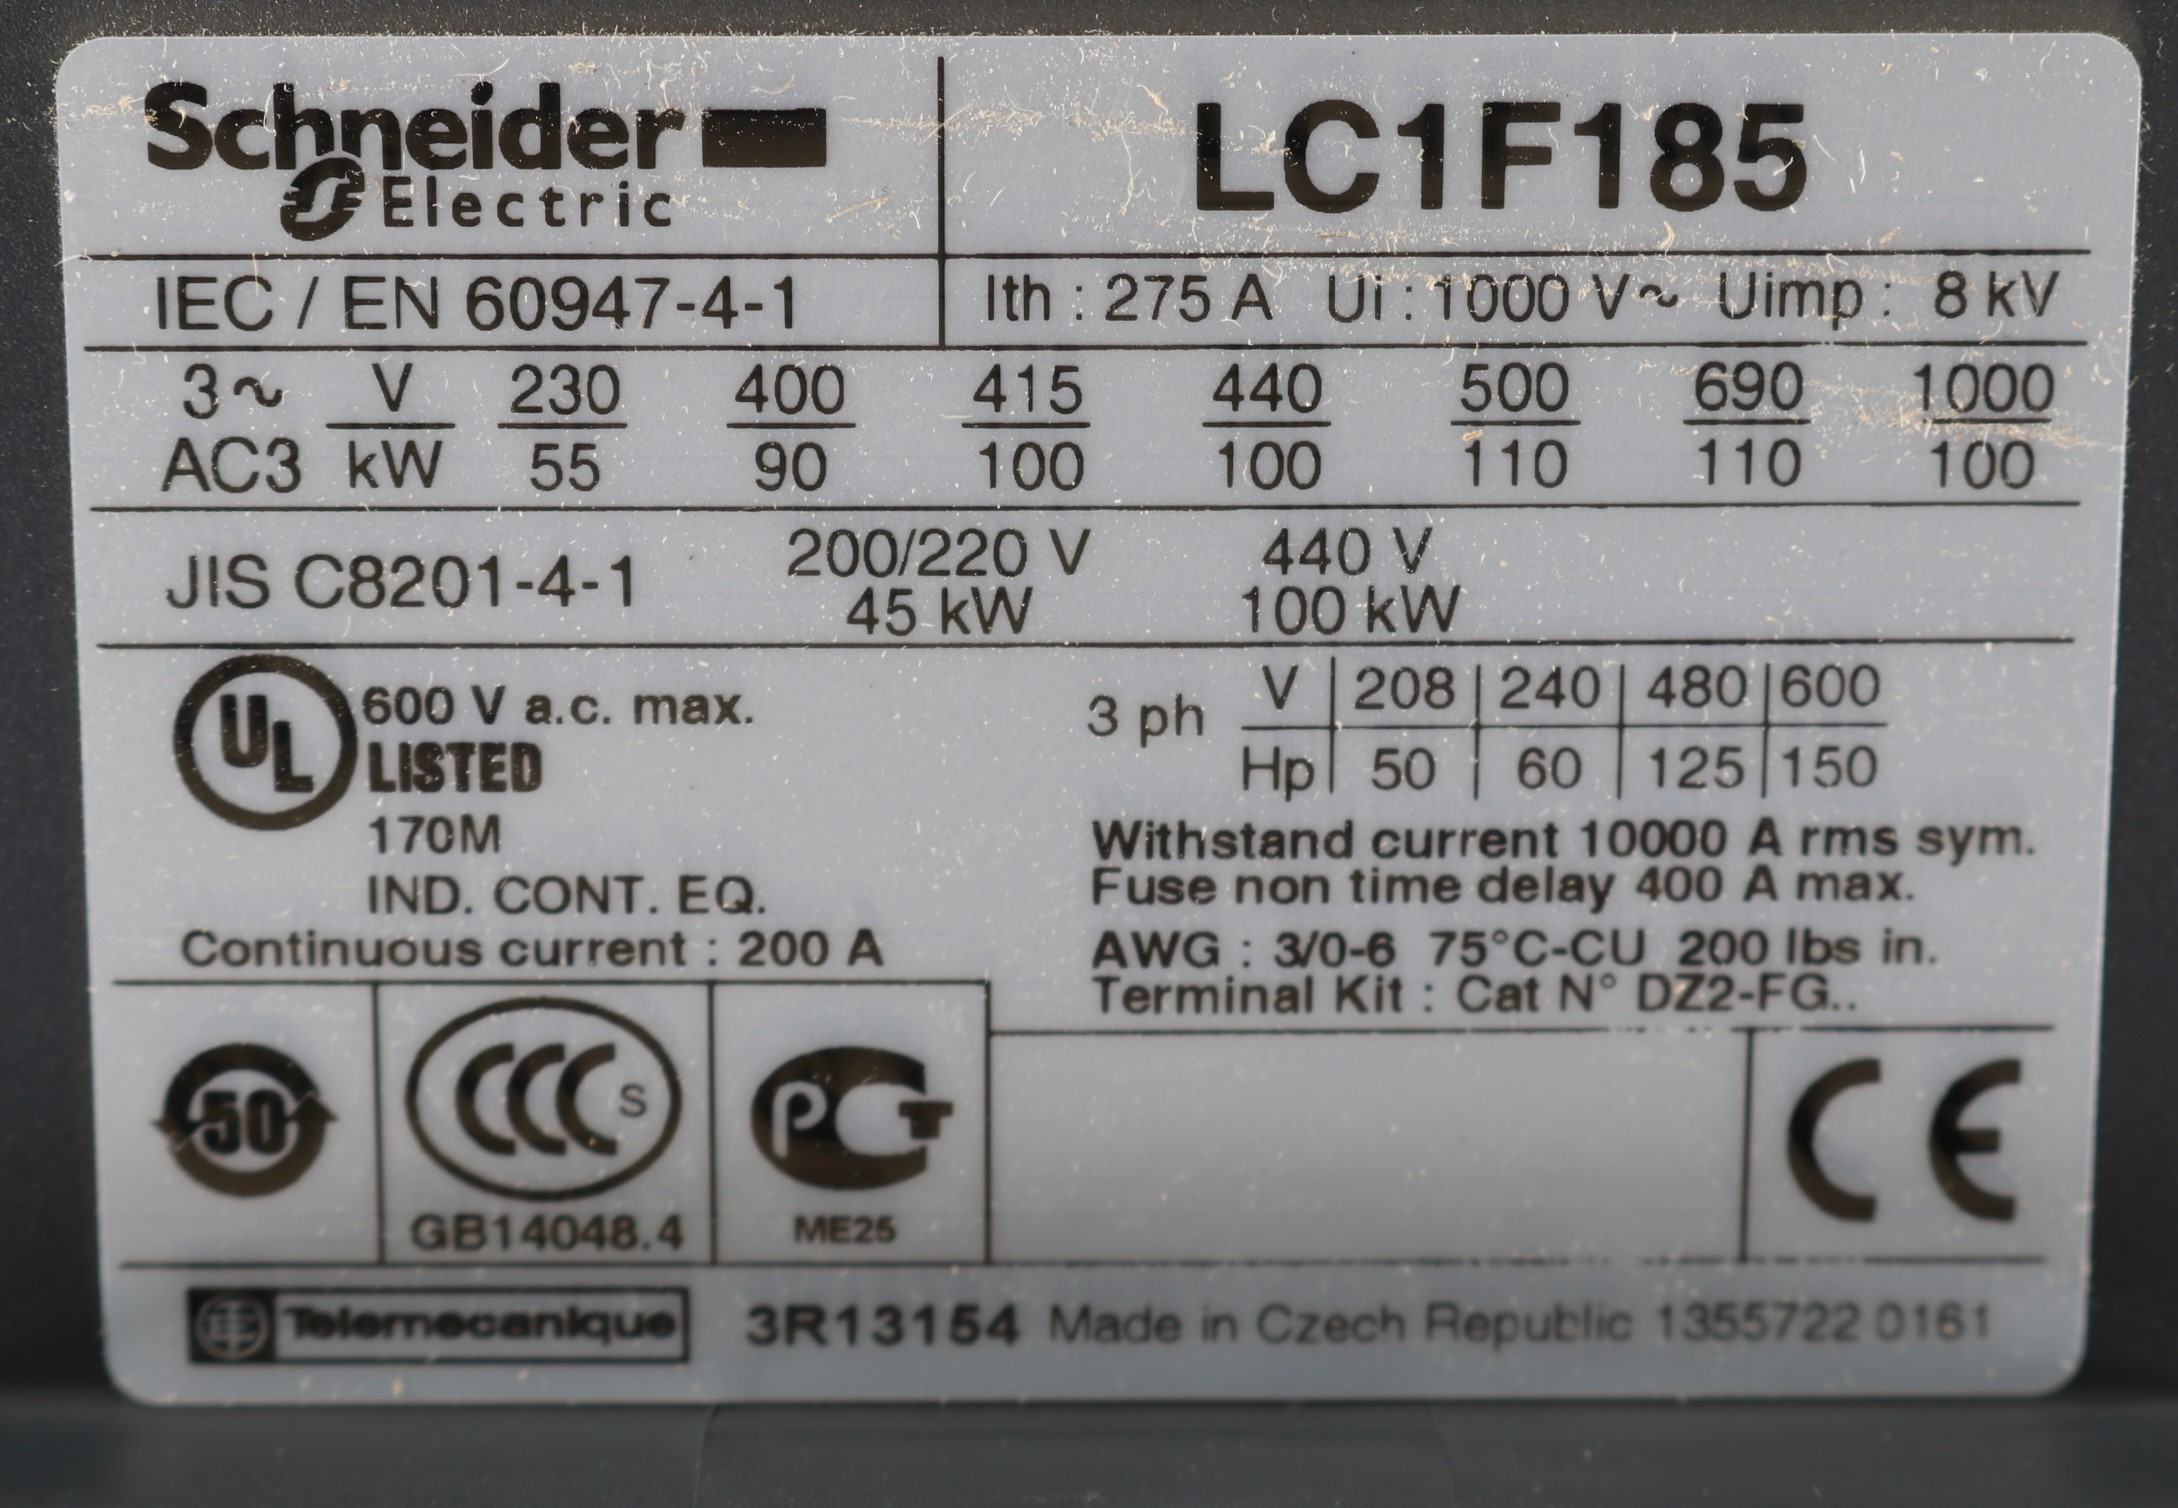 Schneider
Electric
LC1F185
IEC / EN 60947-4-1
Ith : 275 A Ui : 1000 V~ Uimp : 8 kV
3~ V 230 400 415 440 500 690 1000
AC3 kW 55 90 100 100 110 110 100
JIS C8201-4-1
200/220 V 440 V
45 kW 100 kW
UL
600 V a.c. max.
LISTED
170M
IND. CONT. EQ.
Continuous current : 200 A
3 ph
V 208 240 480 600
Hp 50 60 125 150
Withstand current 10000 A rms sym.
Fuse non time delay 400 A max.
AWG : 3/0-6 75°C-CU 200 lbs in.
Terminal Kit : Cat N° DZ2-FG..
50
CCC S
GB14048.4
PCT
ME25
CE
Telemecanique
3R13154 Made in Czech Republic 1355722 0161